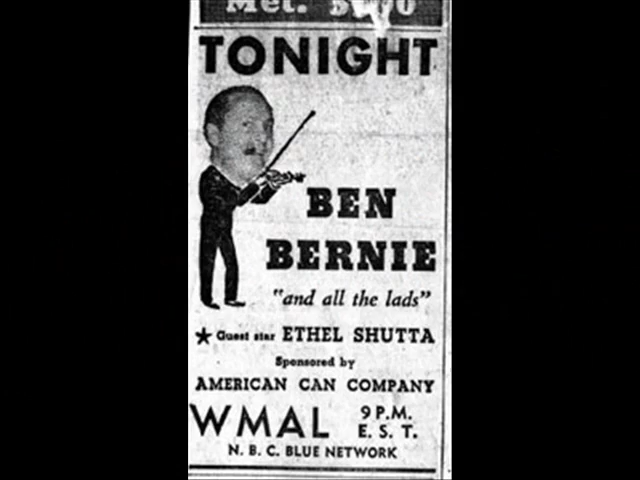 Met.
TONIGHT
BEN
BERNIE
"and all the lads"
★ Guest star ETHEL SHUTTA
Sponsored by
AMERICAN CAN COMPANY
WMAL 9 P.M.
E. S. T.
N. B. C. BLUE NETWORK